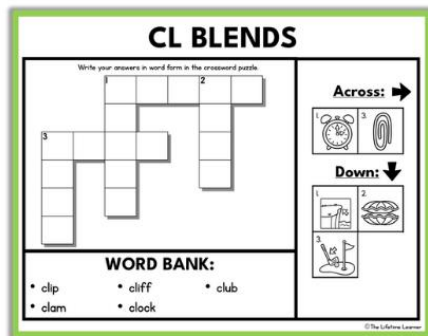 CL BLENDS
Write your answers in word form in the crossword puzzle.
1.
2
3
Across:
1.
3.
Down:
1.
2.
3.
WORD BANK:
• clip
• cliff
• club
• clam
• clock
©The Lifetime Learner